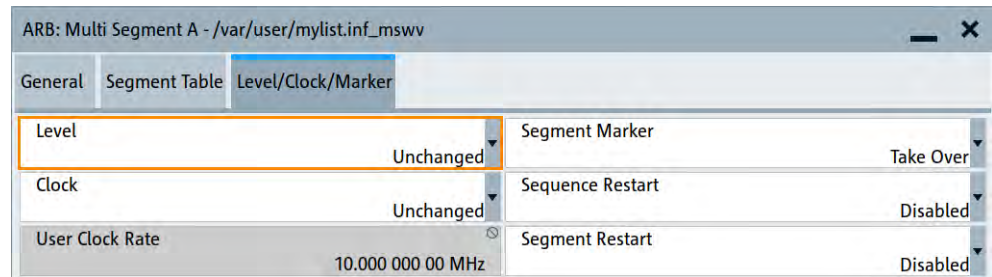 ARB: Multi Segment A - /var/user/mylist.inf_mswv
General Segment Table Level/Clock/Marker
Level
Unchanged
Segment Marker
Take Over
Clock
Unchanged
Sequence Restart
Disabled
User Clock Rate
10.000 000 00 MHz
Segment Restart
Disabled